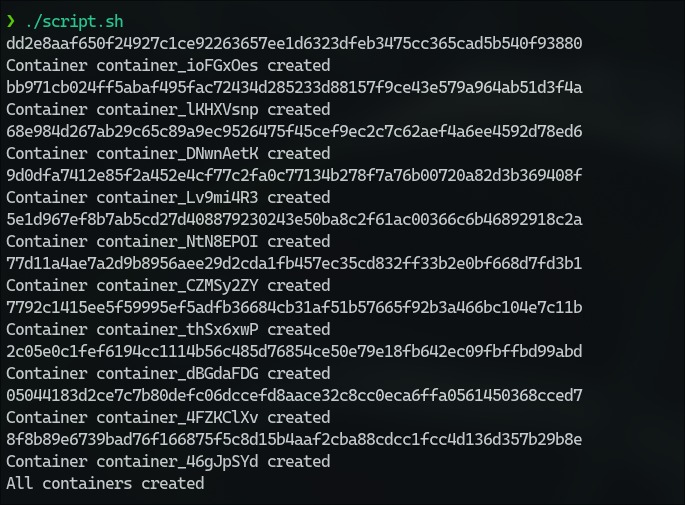 ❯ ./script.sh
dd2e8aaf650f24927c1ce92263657ee1d6323dfeb3475cc365cad5b540f93880
Container container_ioFGxOes created
bb971cb024ff5abaf495fac72434d285233d88157f9ce43e579a964ab51d3f4a
Container container_lKHXVsnp created
68e984d267ab29c65c89a9ec9526475f45cef9ec2c7c62aef4a6ee4592d78ed6
Container container_DNwnAetK created
9d0dfa7412e85f2a452e4cf77c2fa0c77134b278f7a76b00720a82d3b369408f
Container container_Lv9mi4R3 created
5e1d967ef8b7ab5cd27d408879230243e50ba8c2f61ac00366c6b46892918c2a
Container container_NtN8EPOI created
77d11a4ae7a2d9b8956aee29d2cda1fb457ec35cd832ff33b2e0bf668d7fd3b1
Container container_CZMSy2ZY created
7792c1415ee5f59995ef5adfb36684cb31af51b57665f92b3a466bc104e7c11b
Container container_thSx6xwP created
2c05e0c1fef6194cc1114b56c485d76854ce50e79e18fb642ec09fbffbd99abd
Container container_dBGdaFDG created
05044183d2ce7c7b80defc06dccefd8aace32c8cc0eca6ffa0561450368cced7
Container container_4FZKClXv created
8f8b89e6739bad76f166875f5c8d15b4aaf2cba88cdcc1fcc4d136d357b29b8e
Container container_46gJpSYd created
All containers created